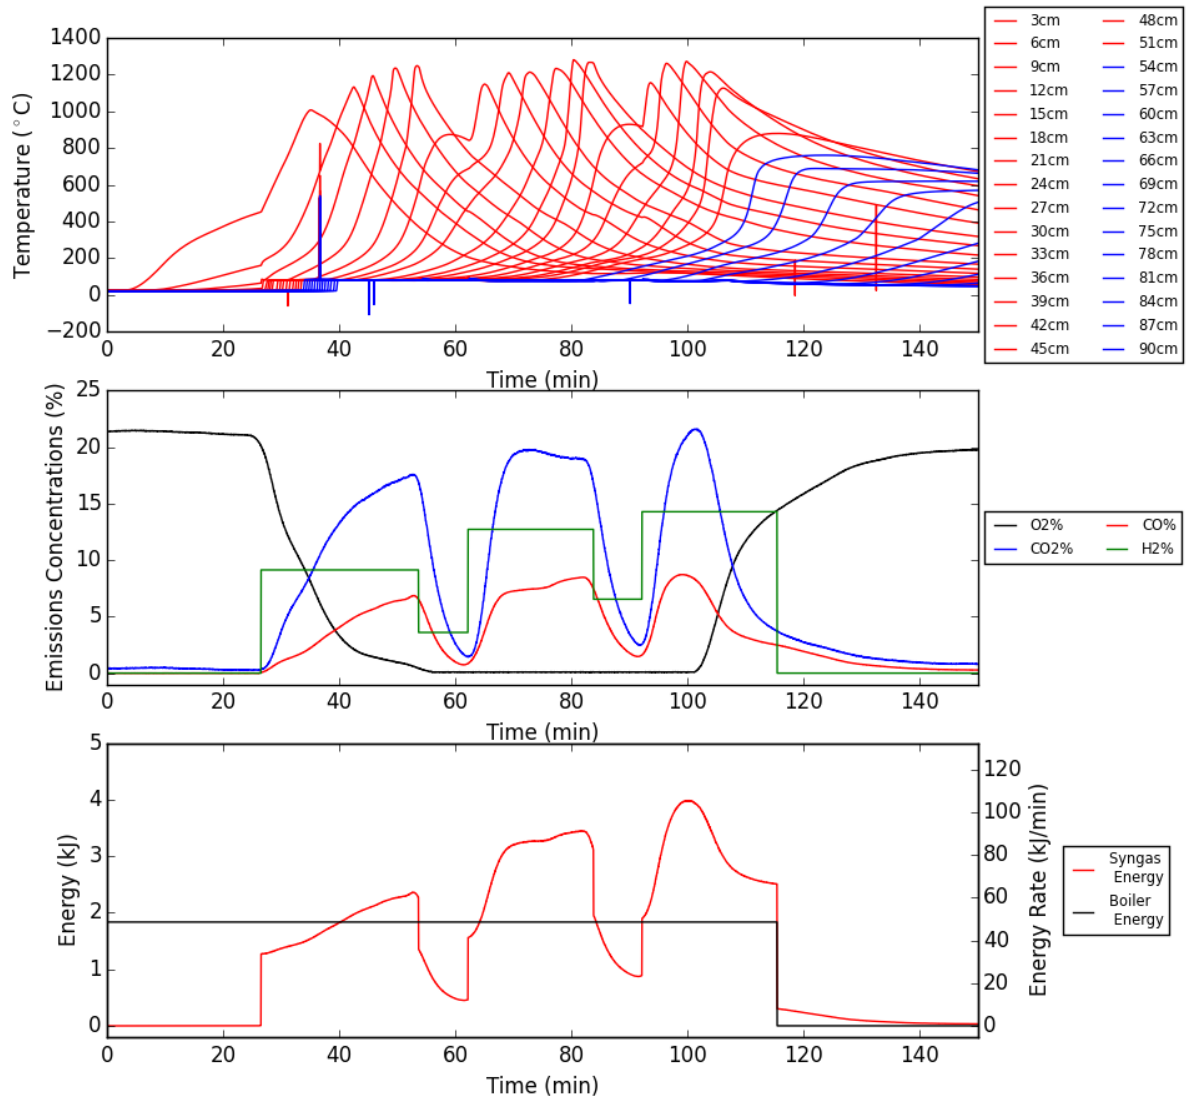 1400
1200
1000
800
600
400
200
0
−200
Temperature (°C)
0 20 40 60 80 100 120 140
Time (min)
3cm 48cm
6cm 51cm
9cm 54cm
12cm 57cm
15cm 60cm
18cm 63cm
21cm 66cm
24cm 69cm
27cm 72cm
30cm 75cm
33cm 78cm
36cm 81cm
39cm 84cm
42cm 87cm
45cm 90cm
25
20
15
10
5
0
Emissions Concentrations (%)
0 20 40 60 80 100 120 140
Time (min)
O2% CO%
CO2% H2%
5
4
3
2
1
0
Energy (kJ)
120
100
80
60
40
20
0
Energy Rate (kJ/min)
0 20 40 60 80 100 120 140
Time (min)
Syngas
Energy
Boiler
Energy